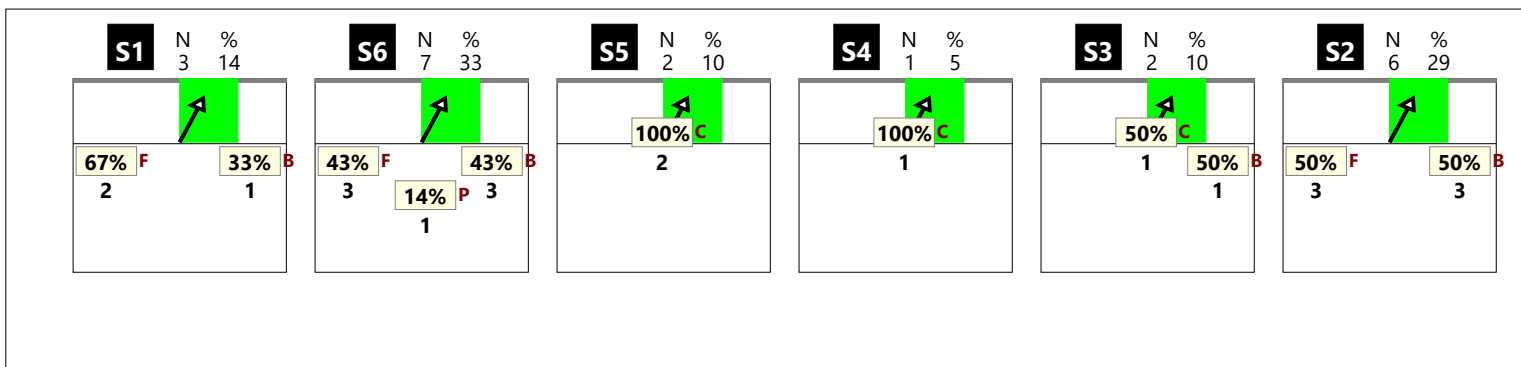 S1 N % 3 14
67% F 33% B
2 1
S6 N % 7 33
43% F 43% B
3 14% P 3
1
S5 N % 2 10
100% C
2
S4 N % 1 5
100% C
1
S3 N % 2 10
50% C
1 50% B
1
S2 N % 6 29
50% F 50% B
3 3